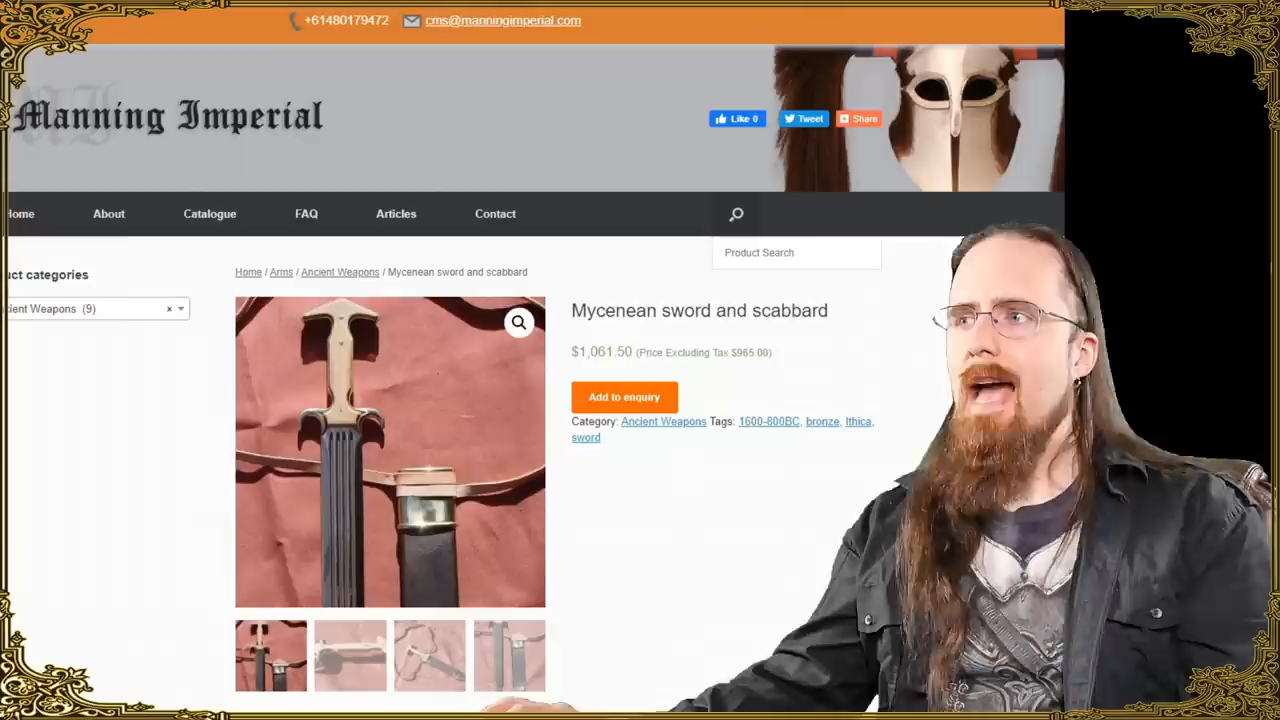 +61480179472 cms@manningimperial.com
Manning Imperial
Like 0 Tweet Share
Home About Catalogue FAQ Articles Contact
Product Search
uct categories
Home / Arms / Ancient Weapons / Mycenean sword and scabbard
cient Weapons (9) ×
Mycenean sword and scabbard
$1,061.50 (Price Excluding Tax $965.00)
Add to enquiry
Category: Ancient Weapons Tags: 1600-800BC, bronze, Ithica,
sword